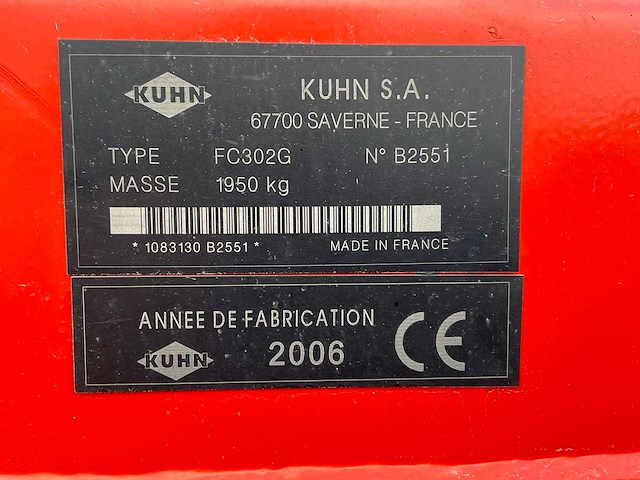 KUHN
KUHN S.A.
67700 SAVERNE - FRANCE
TYPE FC302G N° B2551
MASSE 1950 kg
* 1083130 B2551 * MADE IN FRANCE
ANNEE DE FABRICATION
KUHN 2006 CE